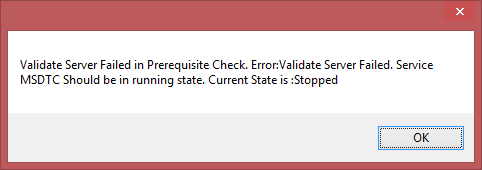 Validate Server Failed in Prerequisite Check. Error:Validate Server Failed. Service
MSDTC Should be in running state. Current State is :Stopped
OK